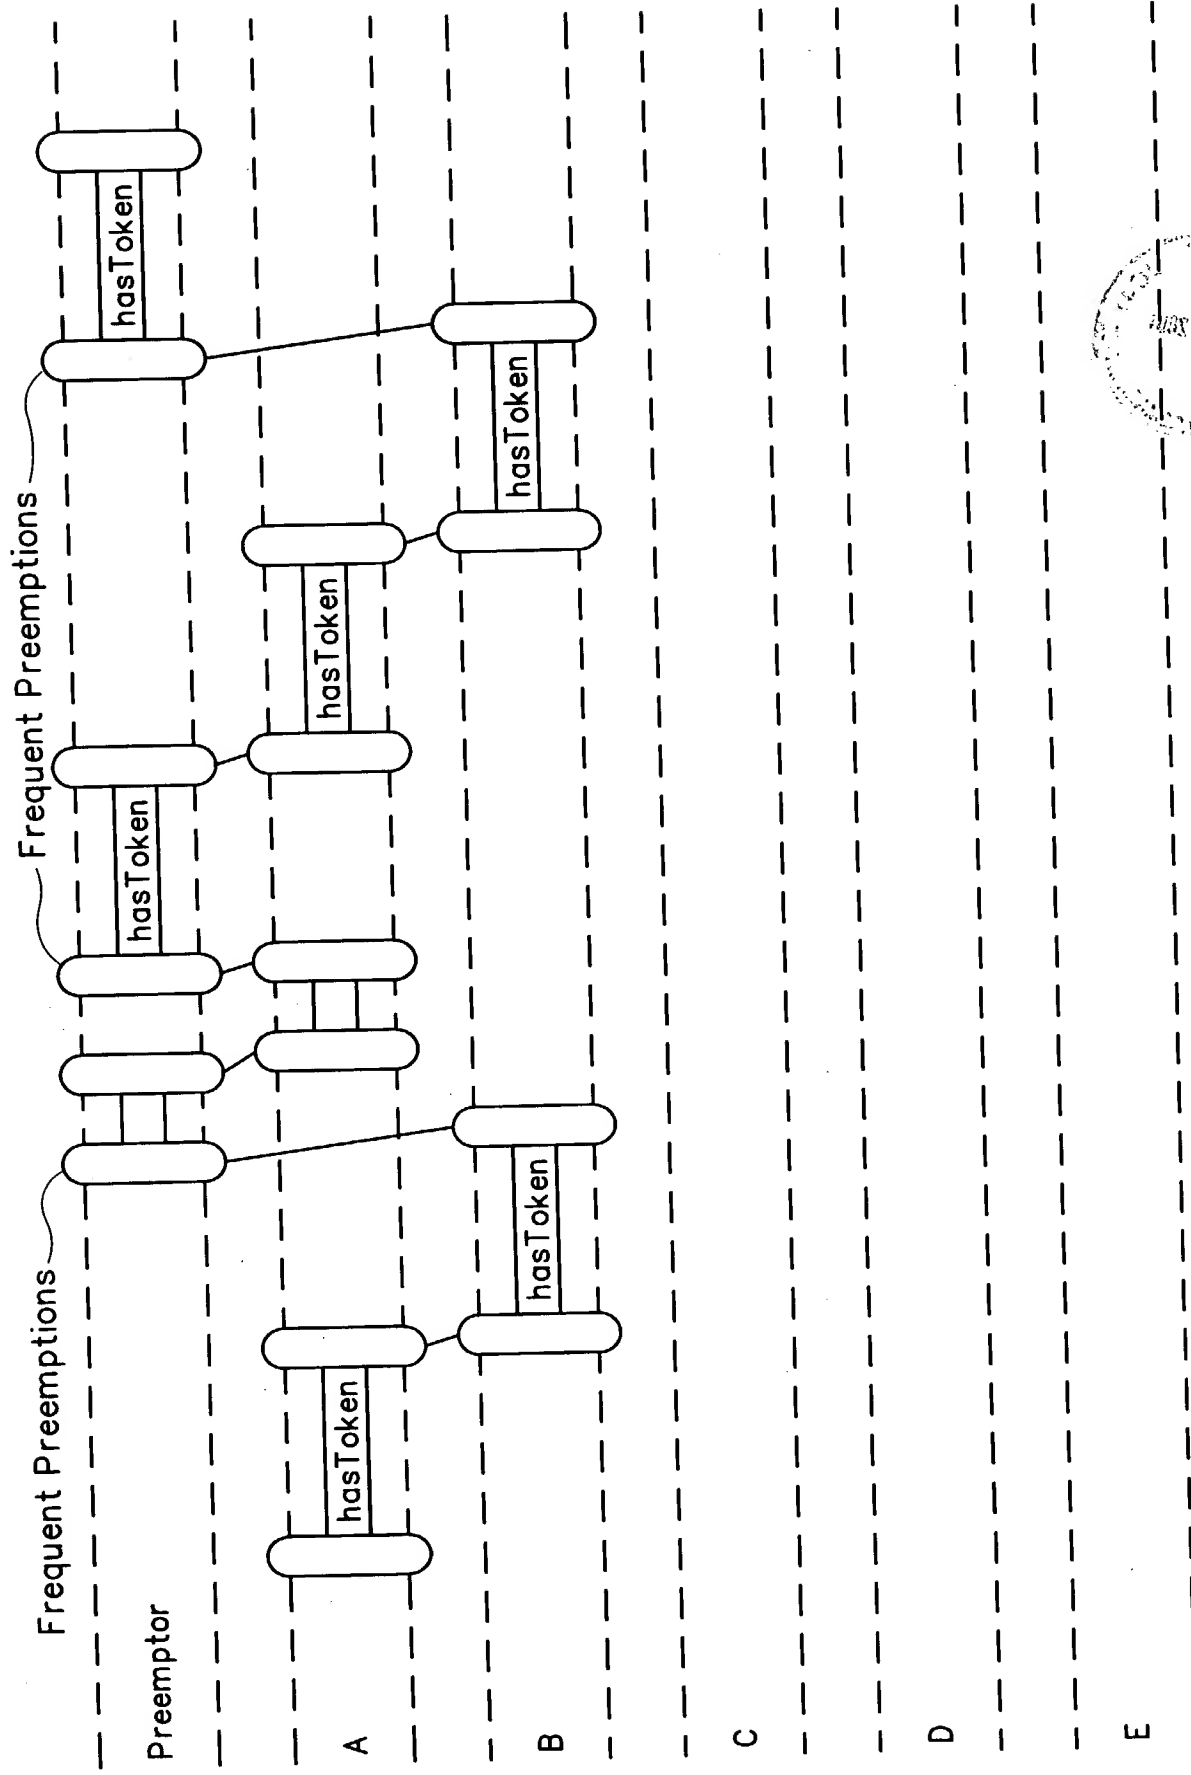 Frequent Preemptions
Frequent Preemptions
Preemptor
hasToken
hasToken
A
hasToken
hasToken
B
hasToken
hasToken
C
D
E